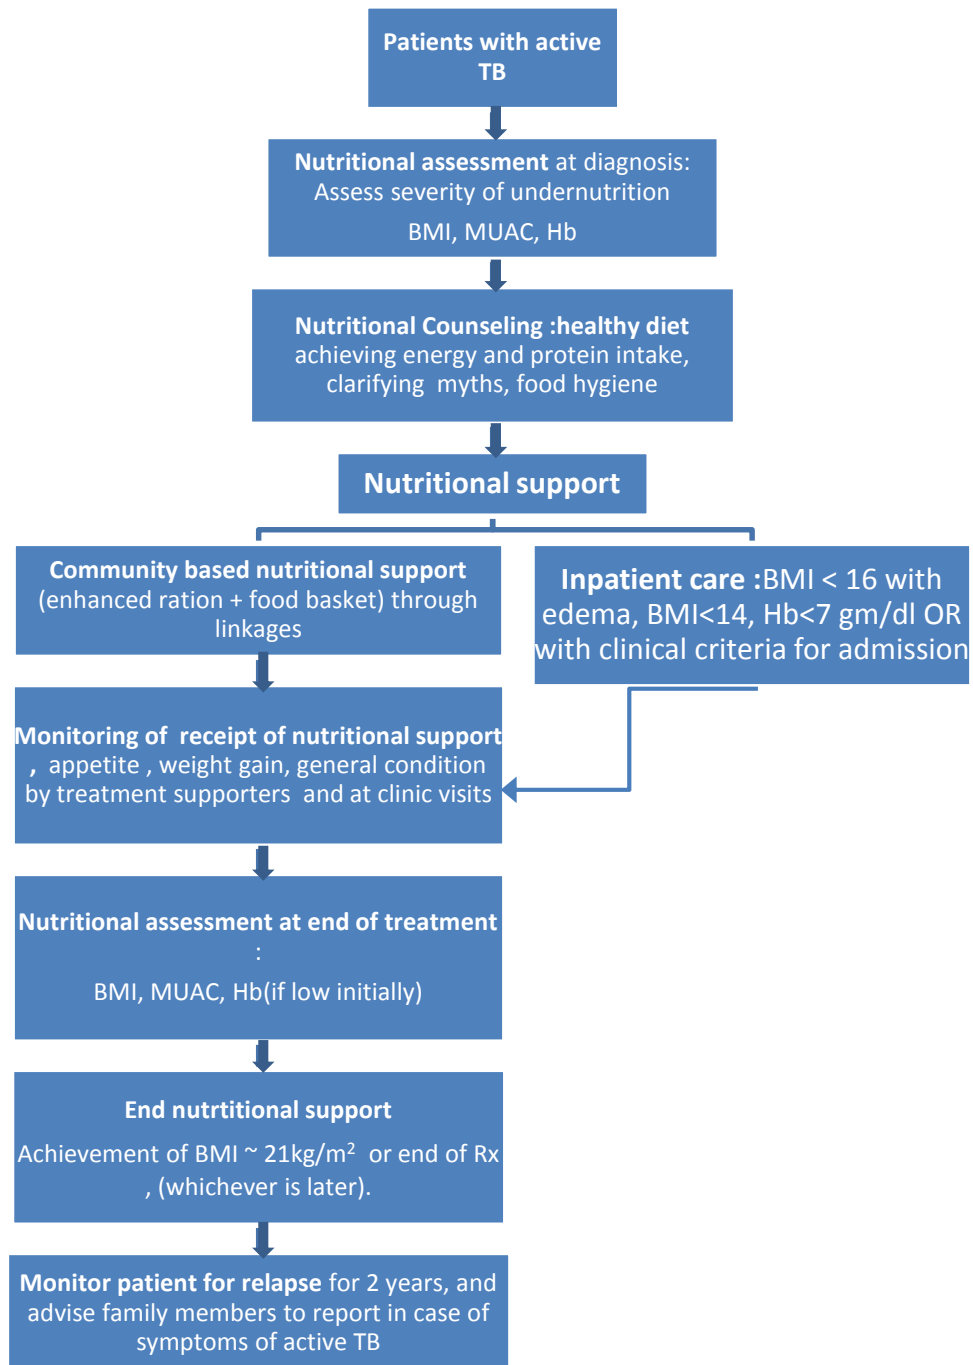 Patients with active
TB
Nutritional assessment at diagnosis:
Assess severity of undernutrition
BMI, MUAC, Hb
Nutritional Counseling :healthy diet
achieving energy and protein intake,
clarifying myths, food hygiene
Nutritional support
Community based nutritional support
(enhanced ration + food basket) through
linkages
Inpatient care :BMI < 16 with
edema, BMI<14, Hb<7 gm/dl OR
with clinical criteria for admission
Monitoring of receipt of nutritional support
, appetite , weight gain, general condition
by treatment supporters and at clinic visits
Nutritional assessment at end of treatment
:
BMI, MUAC, Hb(if low initially)
End nutrtitional support
Achievement of BMI ~ 21kg/m² or end of Rx
, (whichever is later).
Monitor patient for relapse for 2 years, and
advise family members to report in case of
symptoms of active TB